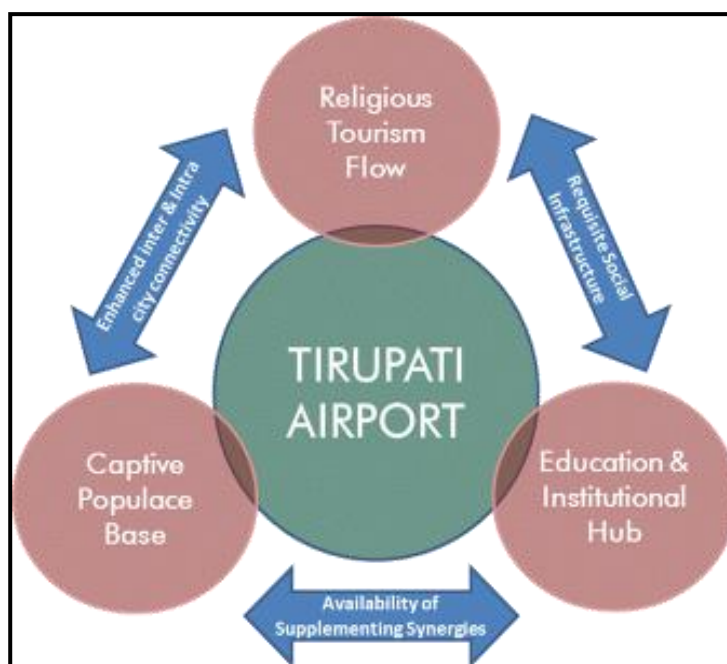 Religious
Tourism
Flow
Enhanced Inter & Intra
city connectivity
Requisite Social
Infrastructure
TIRUPATI
AIRPORT
Captive
Populace
Base
Education &
Institutional
Hub
Availability of
Supplementing Synergies